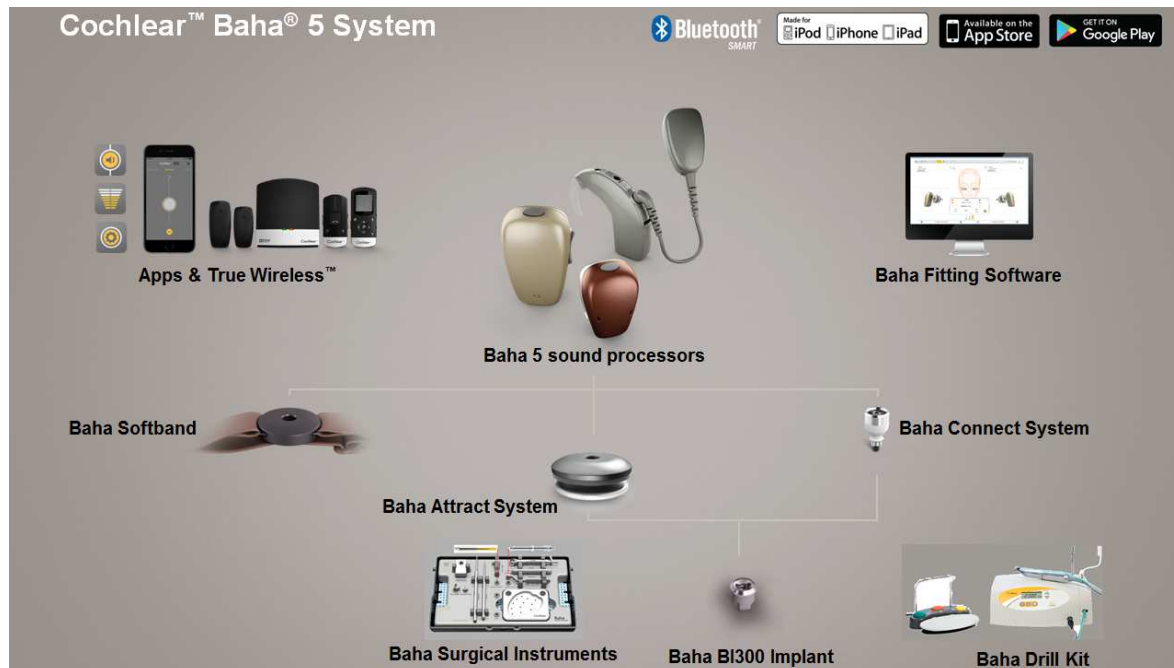 Cochlear™ Baha® 5 System
Bluetooth®
SMART
Made for
iPod iPhone iPad
Available on the
App Store
GET IT ON
Google Play
Apps & True Wireless™
Cochlear™
Baha Fitting Software
Baha 5 sound processors
Baha Softband
Baha Connect System
Baha Attract System
Baha Surgical Instruments
Baha BI300 Implant
Baha Drill Kit